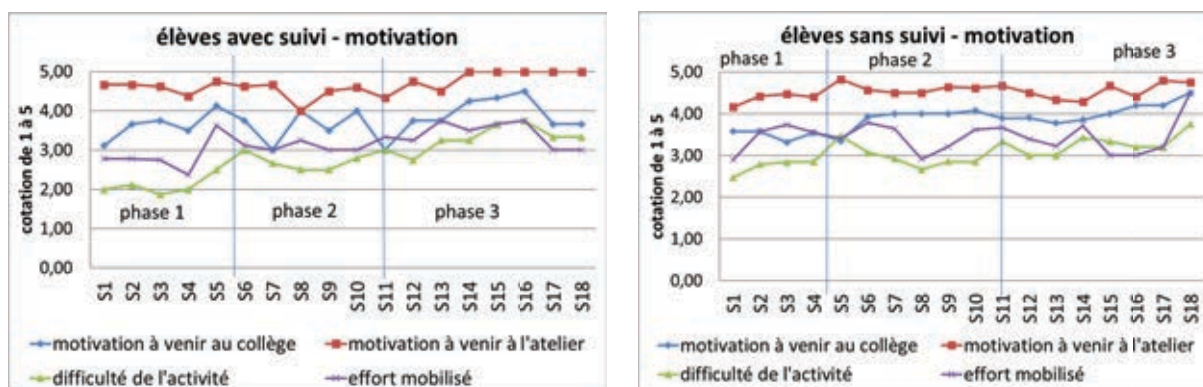 élèves avec suivi - motivation
cotation de 1 à 5
5,00
4,00
3,00
2,00
1,00
0,00
phase 1
phase 2
phase 3
S1
S2
S3
S4
S5
S6
S7
S8
S9
S10
S11
S12
S13
S14
S15
S16
S17
S18
motivation à venir au collège
motivation à venir à l'atelier
difficulté de l'activité
effort mobilisé
élèves sans suivi - motivation
phase 1
phase 2
phase 3
cotation de 1 à 5
5,00
4,00
3,00
2,00
1,00
0,00
S1
S2
S3
S4
S5
S6
S7
S8
S9
S10
S11
S12
S13
S14
S15
S16
S17
S18
motivation à venir au collège
motivation à venir à l'atelier
difficulté de l'activité
effort mobilisé